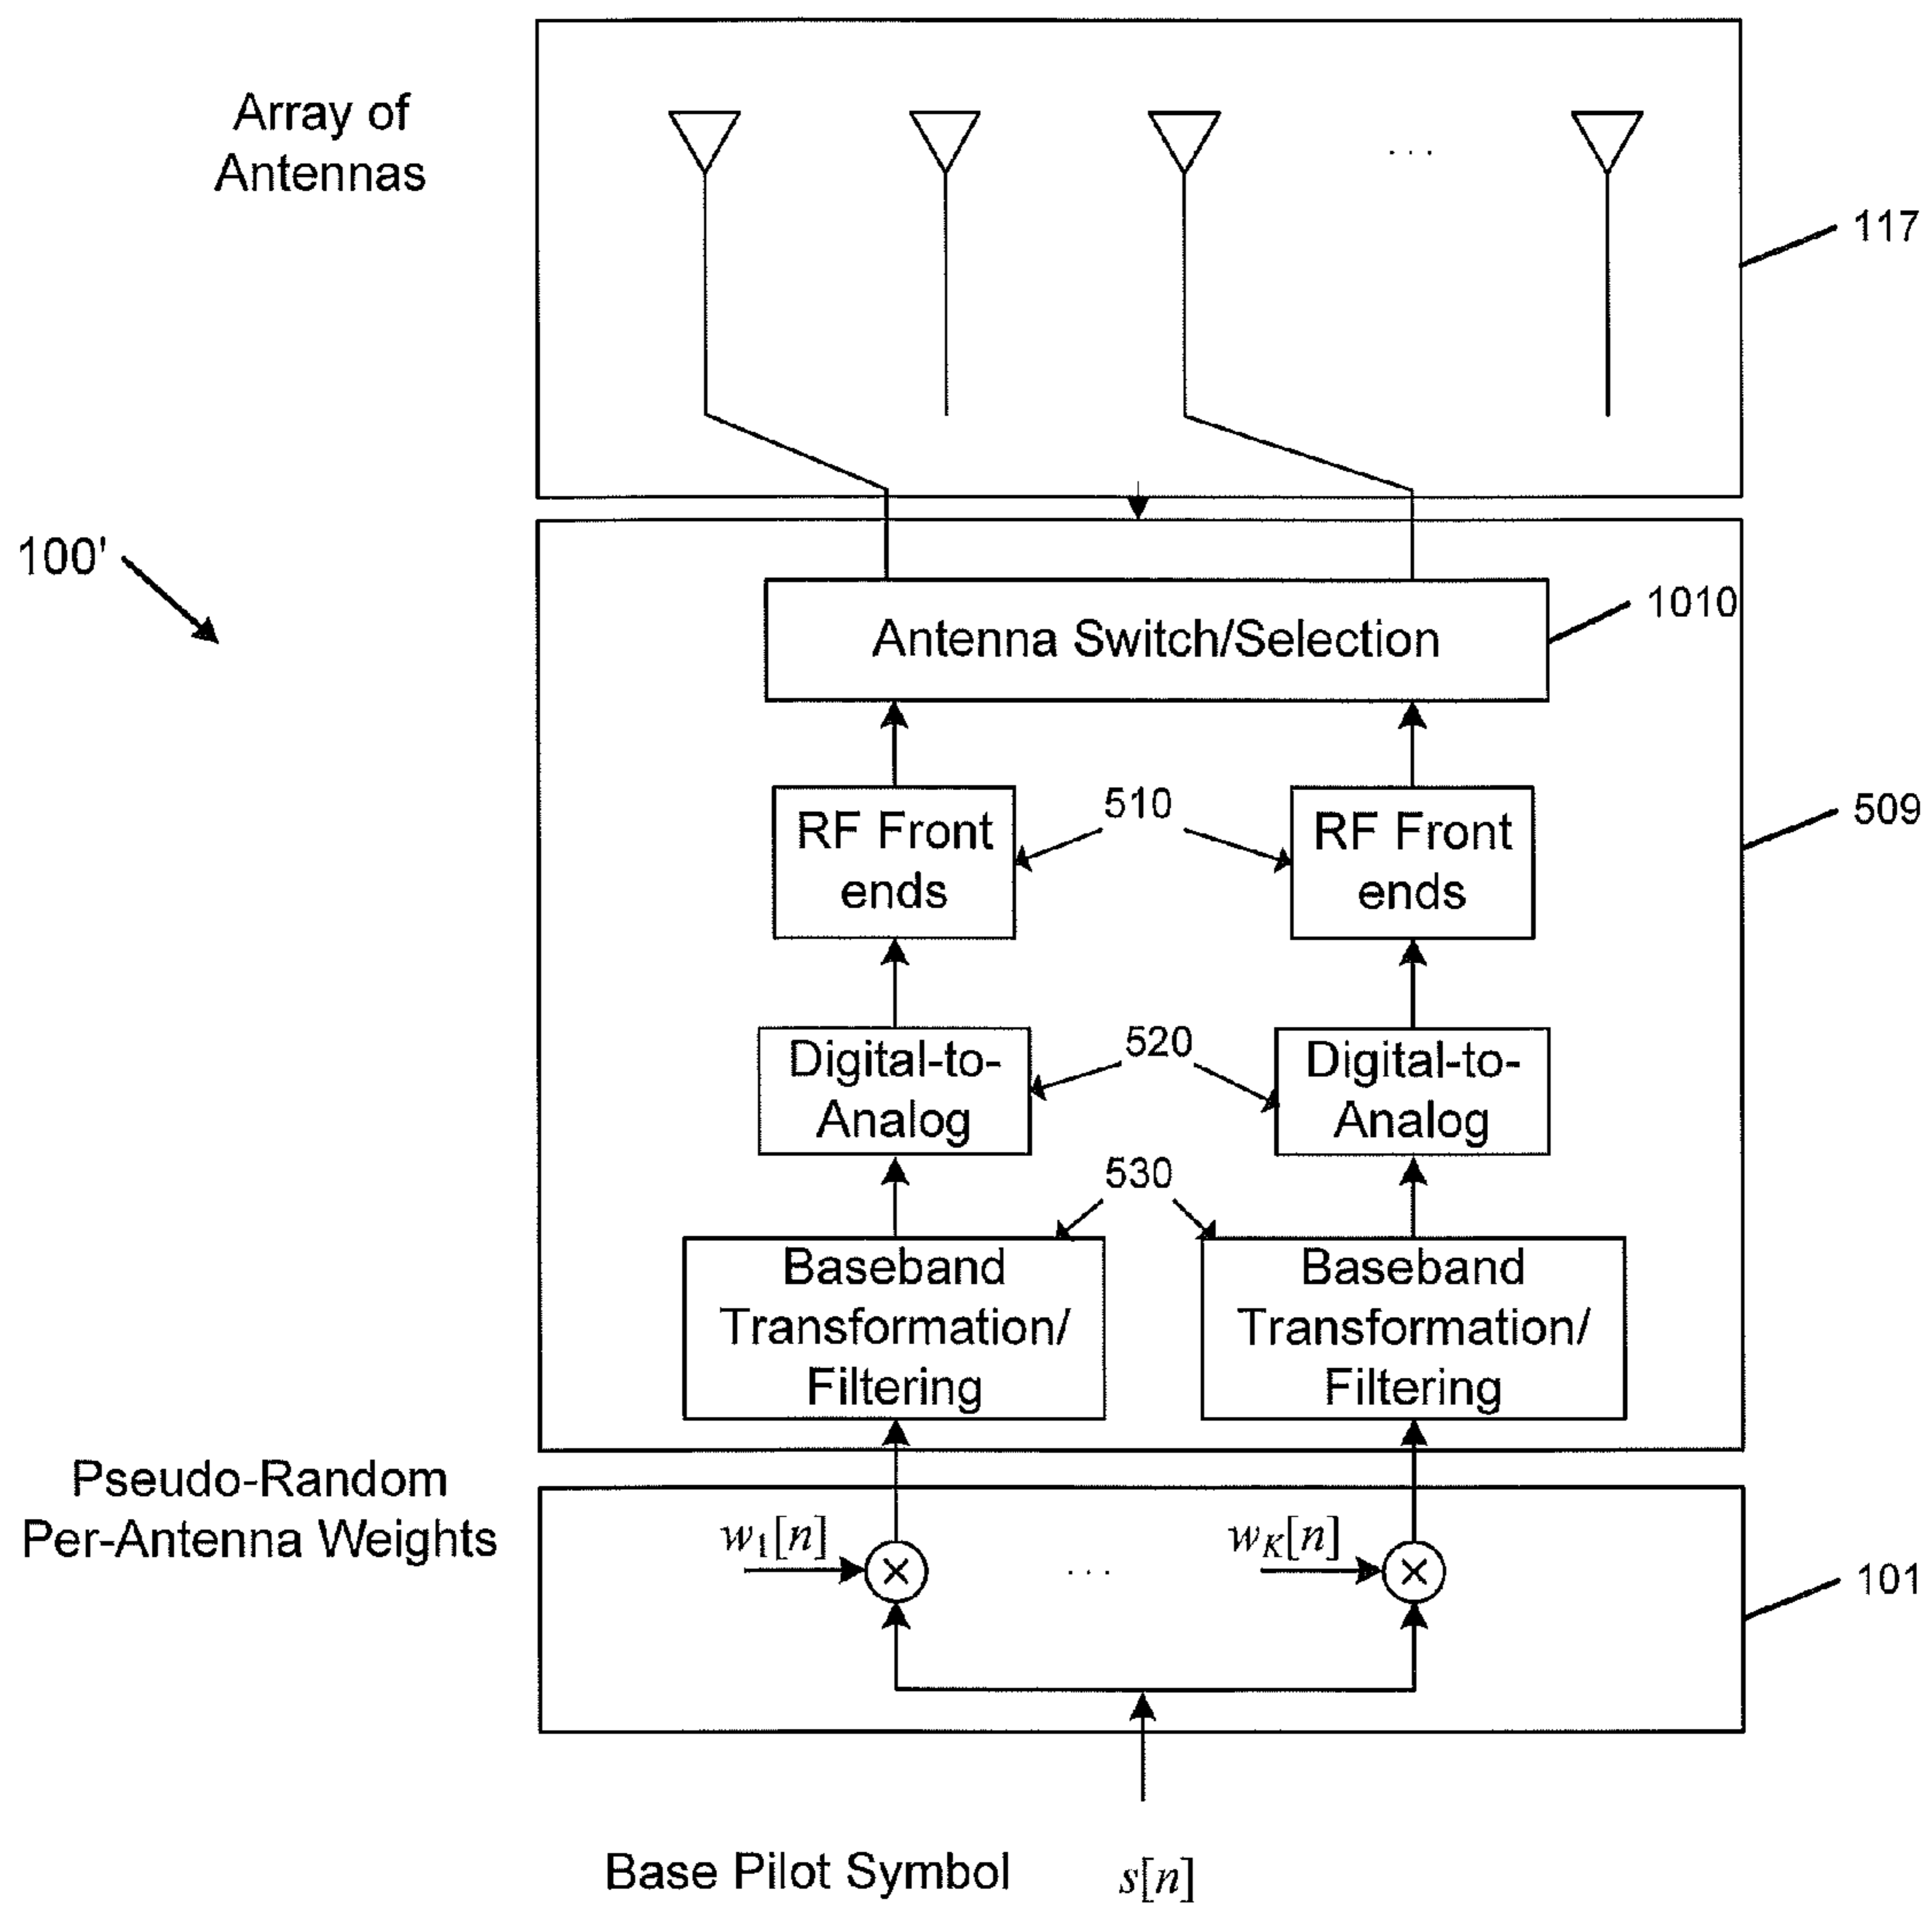 Array of
Antennas
. . .
117
100'
Antenna Switch/Selection
1010
RF Front
ends
510
RF Front
ends
509
Digital-to-
Analog
520
Digital-to-
Analog
530
Baseband
Transformation/
Filtering
Baseband
Transformation/
Filtering
Pseudo-Random
Per-Antenna Weights
w1[n]
. . .
wK[n]
101
Base Pilot Symbol s[n]